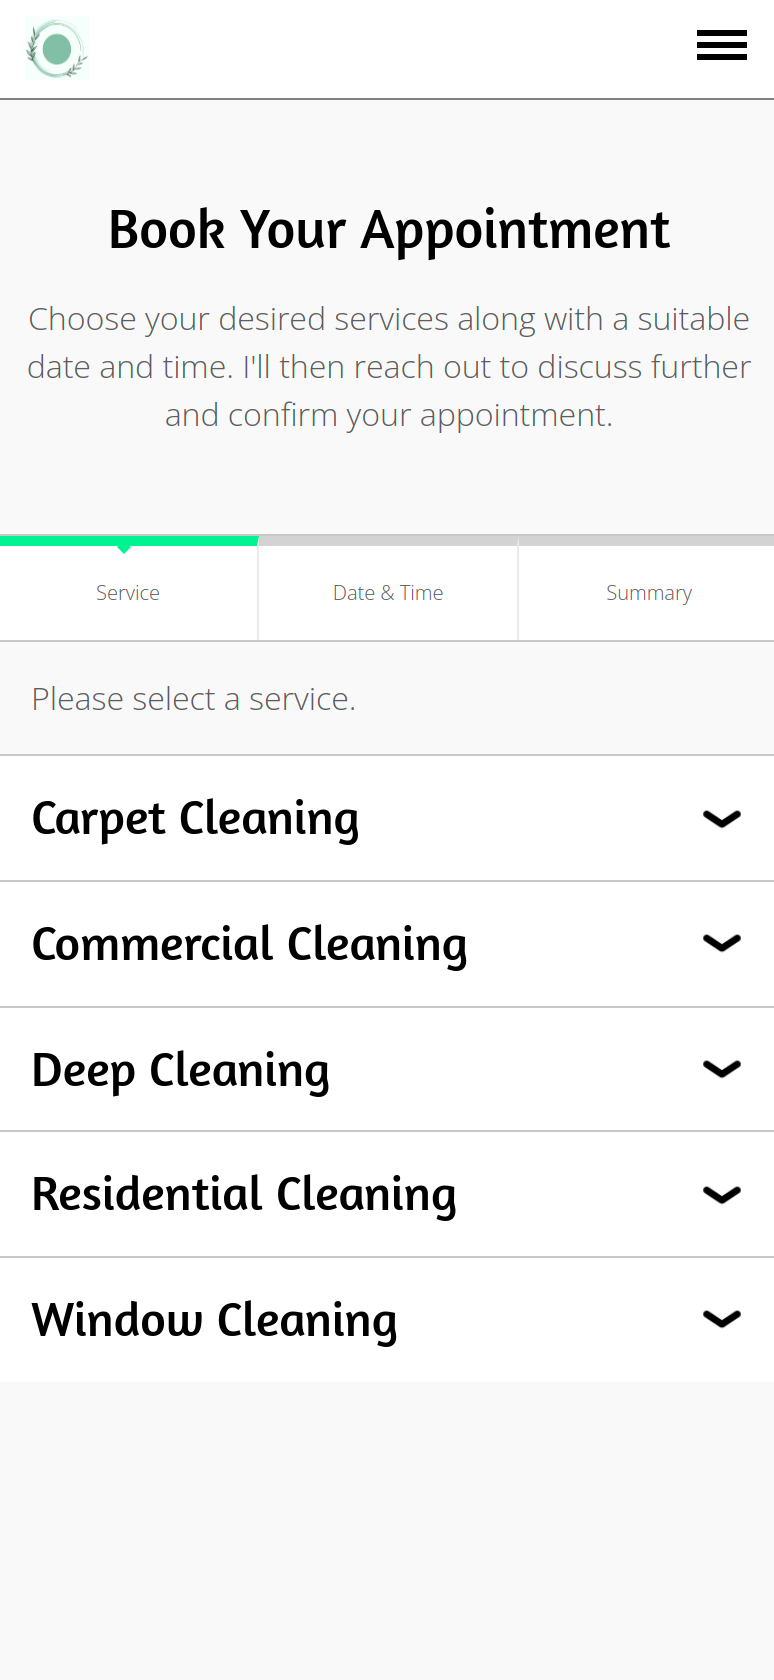 Book Your Appointment
Choose your desired services along with a suitable
date and time. I'll then reach out to discuss further
and confirm your appointment.
Service
Date & Time
Summary
Please select a service.
Carpet Cleaning
Commercial Cleaning
Deep Cleaning
Residential Cleaning
Window Cleaning